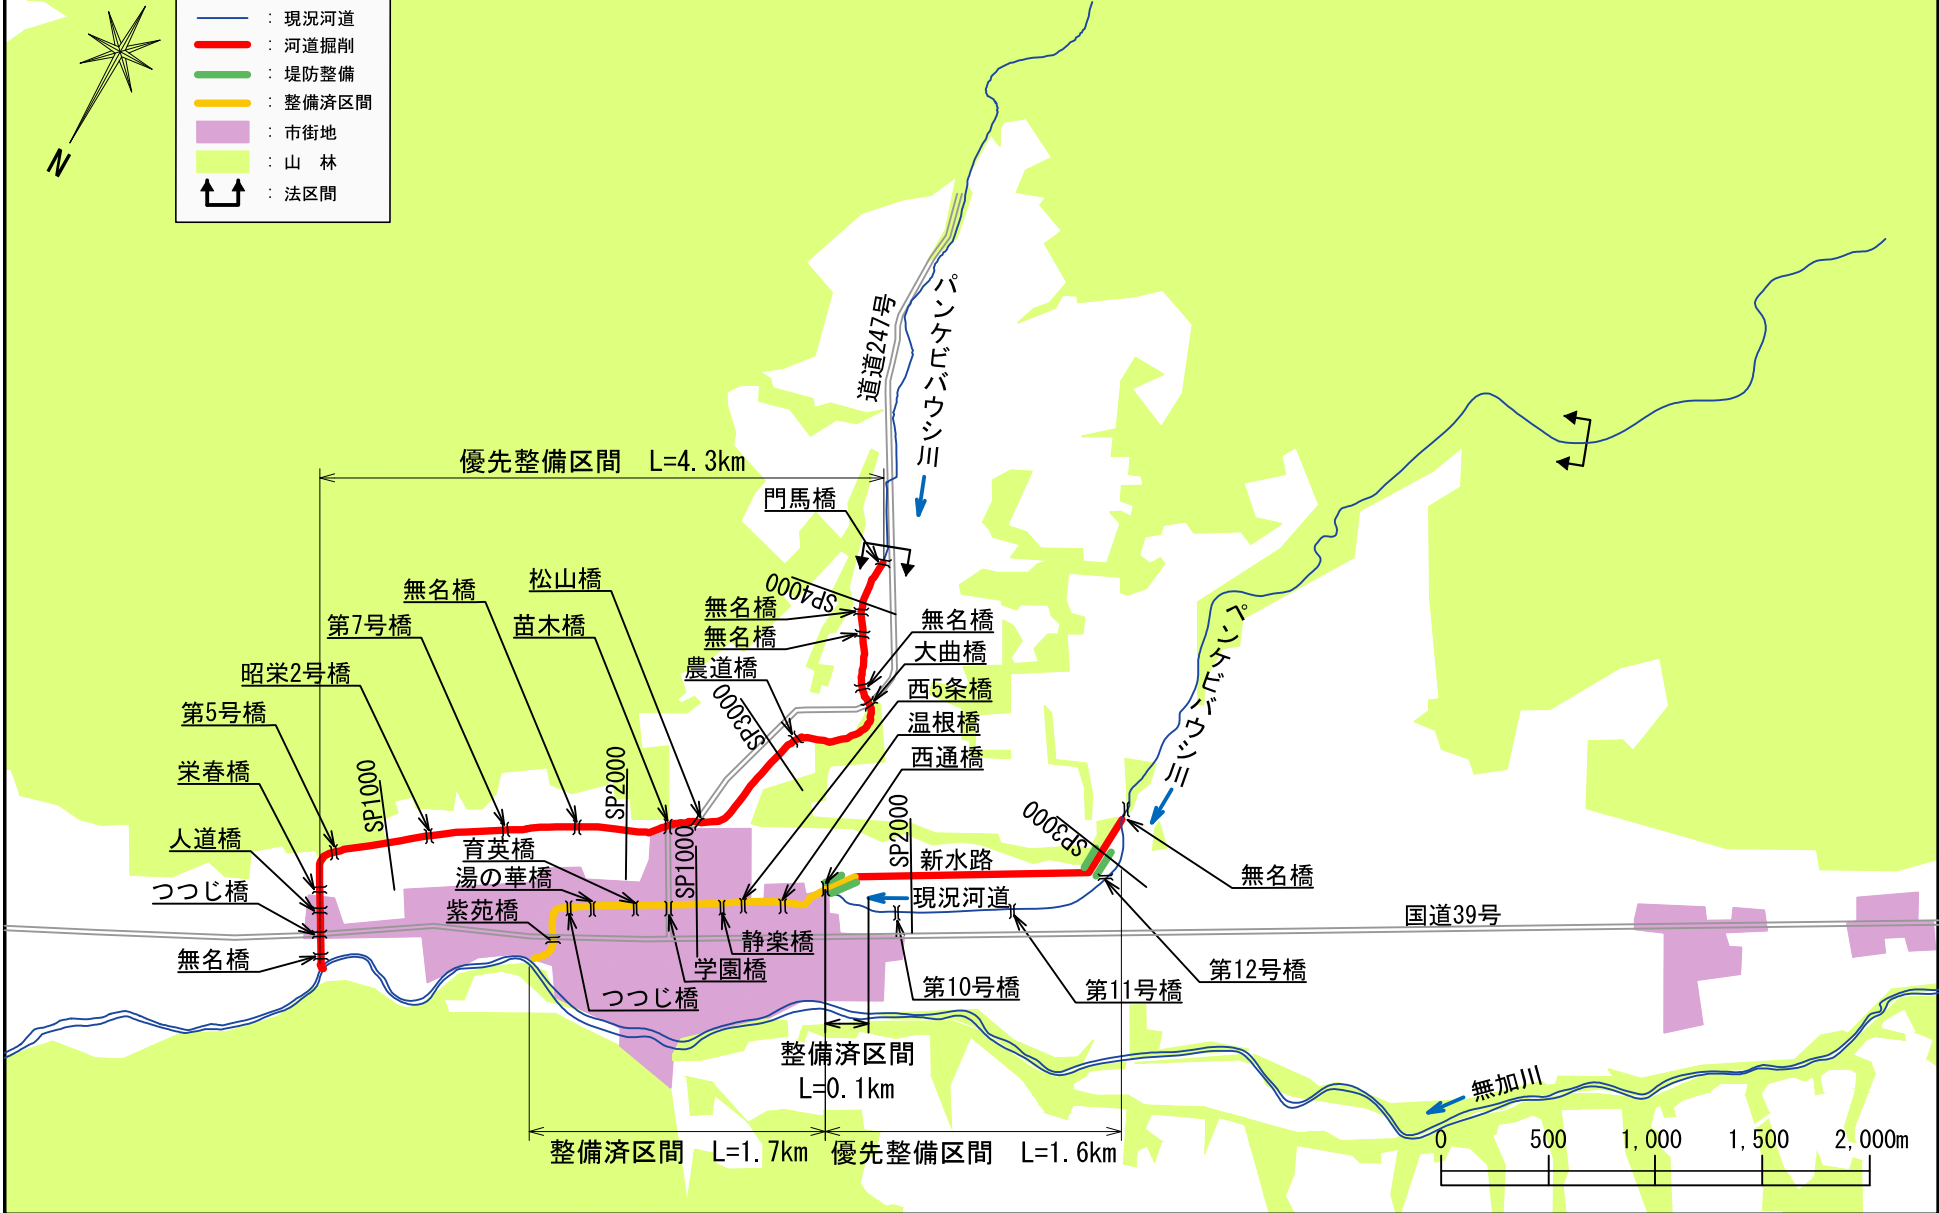 : 現況河道
: 河道掘削
: 堤防整備
: 整備済区間
: 市街地
: 山　林
: 法区間
N
パンケビバウシ川
道道247号
優先整備区間　L=4.3km
門馬橋
松山橋
無名橋
苗木橋
第7号橋
昭栄2号橋
第5号橋
栄春橋
人道橋
つつじ橋
無名橋
SP4000
無名橋
無名橋
農道橋
SP3000
無名橋
大曲橋
西5条橋
温根橋
西通橋
ペンケビバウシ川
SP1000
SP2000
SP1000
SP2000
SP3000
育英橋
湯の華橋
紫苑橋
新水路
現況河道
無名橋
国道39号
静楽橋
学園橋
つつじ橋
第10号橋
第11号橋
第12号橋
整備済区間
L=0.1km
整備済区間　L=1.7km
優先整備区間　L=1.6km
無加川
0 500 1,000 1,500 2,000m